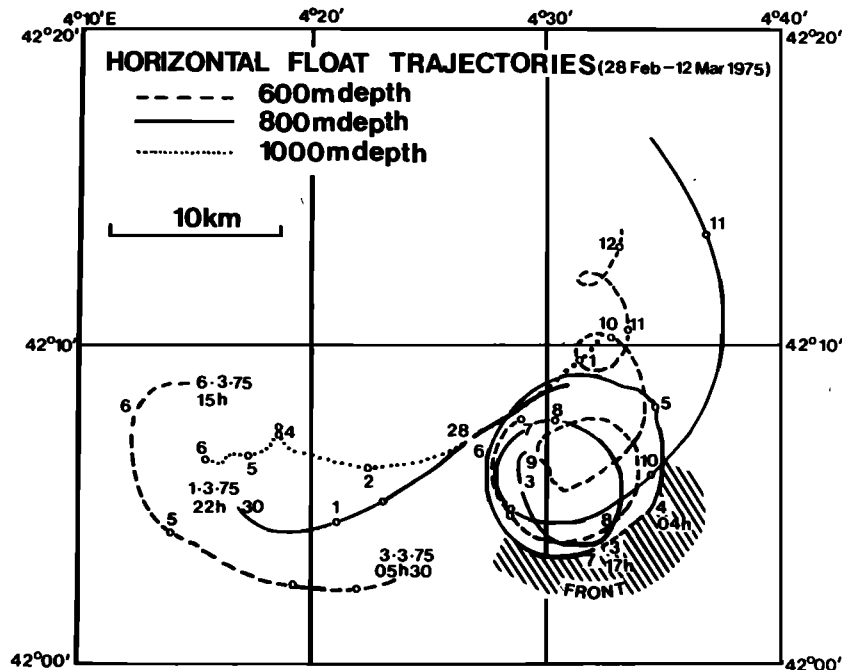 4°10'E 4°20' 4°30' 4°40'
42°20' 42°20'
HORIZONTAL FLOAT TRAJECTORIES (28 Feb-12 Mar 1975)
600m depth
800m depth
1000m depth
10km
11
12
10 11
42°10' 42°10'
1
6·3·75
15h
6
5
8
7
28
84
6
5
2
6
9
3
10
1·3·75
22h 30
1
4
04h
8
5
3·3·75
05h30
7
3
17h
FRONT
42°00' 42°00'